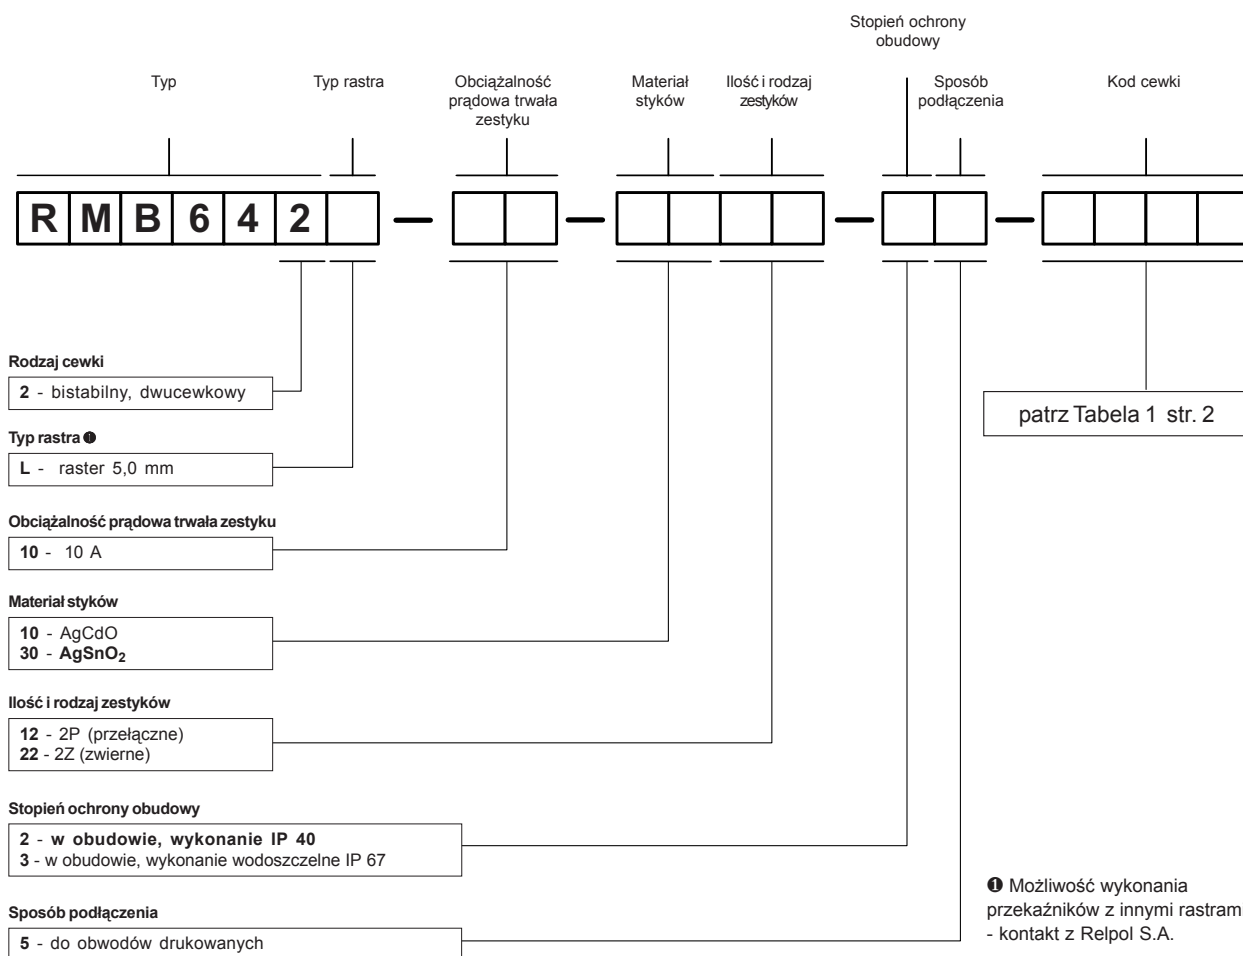 Stopień ochrony
obudowy
Typ
Typ rastra
Obciążalność
prądowa trwała
zestyku
Materiał
styków
Ilość i rodzaj
zestyków
Sposób
podłączenia
Kod cewki
R M B 6 4 2 — — — —
Rodzaj cewki
2 - bistabilny, dwucewkowy
patrz Tabela 1 str. 2
Typ rastra ❶
L - raster 5,0 mm
Obciążalność prądowa trwała zestyku
10 - 10 A
Materiał styków
10 - AgCdO
30 - AgSnO₂
Ilość i rodzaj zestyków
12 - 2P (przełączne)
22 - 2Z (zwierne)
Stopień ochrony obudowy
2 - w obudowie, wykonanie IP 40
3 - w obudowie, wykonanie wodoszczelne IP 67
❶ Możliwość wykonania
przekaźników z innymi rastram
- kontakt z Relpol S.A.
Sposób podłączenia
5 - do obwodów drukowanych